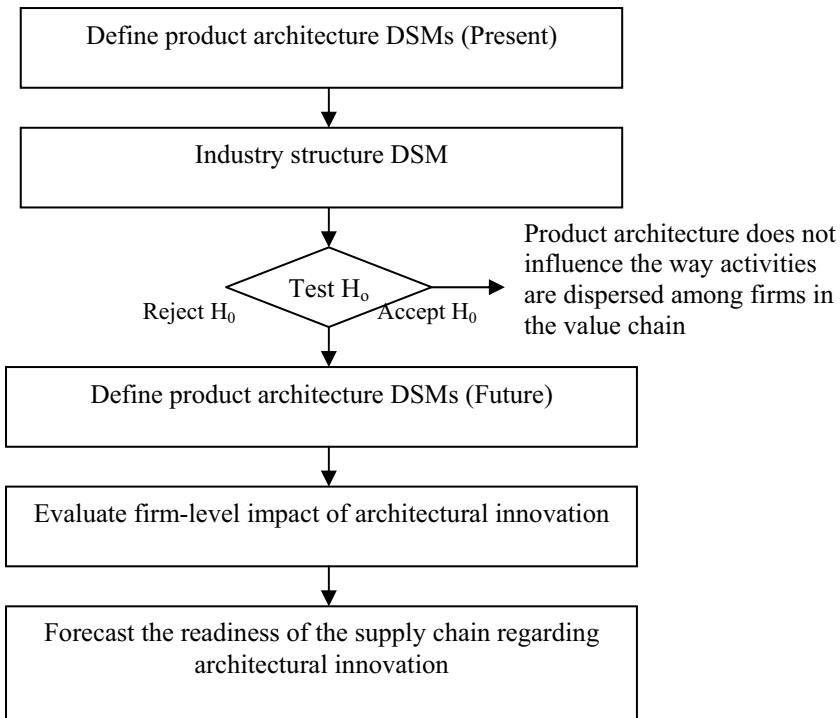 Define product architecture DSMs (Present)
Industry structure DSM
Product architecture does not
influence the way activities
are dispersed among firms in
the value chain
Test Hₒ
Reject H₀
Accept H₀
Define product architecture DSMs (Future)
Evaluate firm-level impact of architectural innovation
Forecast the readiness of the supply chain regarding
architectural innovation